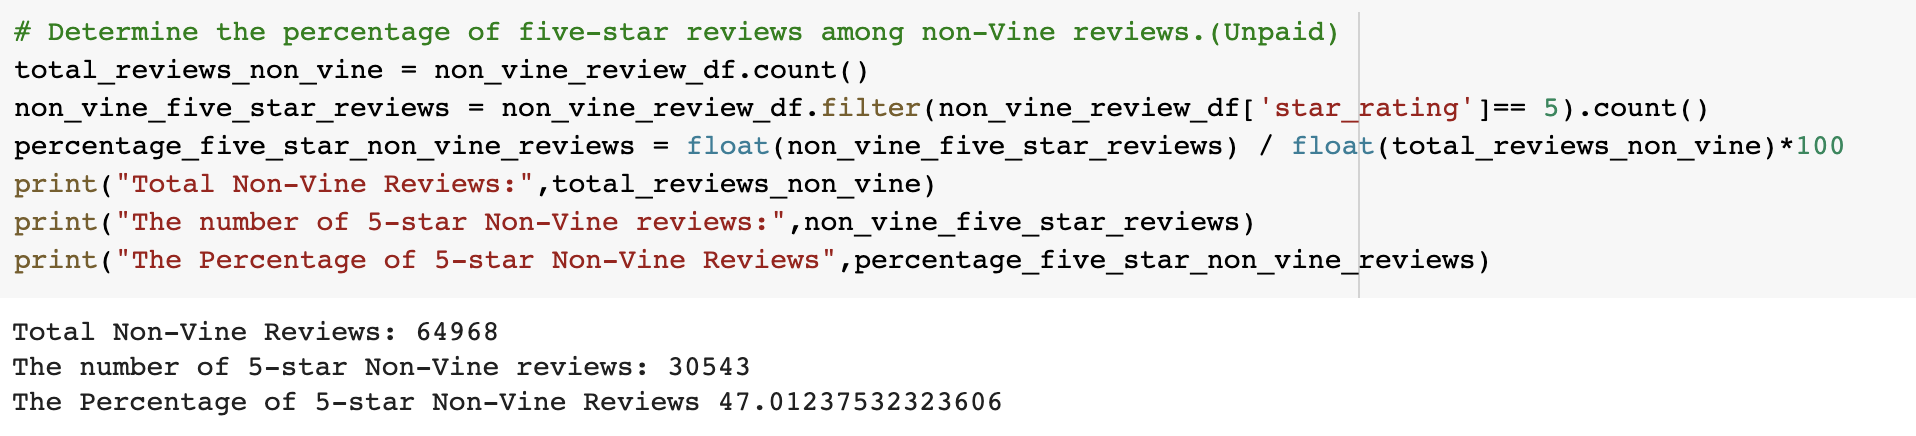 # Determine the percentage of five-star reviews among non-Vine reviews.(Unpaid)
total_reviews_non_vine = non_vine_review_df.count()
non_vine_five_star_reviews = non_vine_review_df.filter(non_vine_review_df['star_rating']== 5).count()
percentage_five_star_non_vine_reviews = float(non_vine_five_star_reviews) / float(total_reviews_non_vine)*100
print("Total Non-Vine Reviews:",total_reviews_non_vine)
print("The number of 5-star Non-Vine reviews:",non_vine_five_star_reviews)
print("The Percentage of 5-star Non-Vine Reviews",percentage_five_star_non_vine_reviews)
Total Non-Vine Reviews: 64968
The number of 5-star Non-Vine reviews: 30543
The Percentage of 5-star Non-Vine Reviews 47.01237532323606